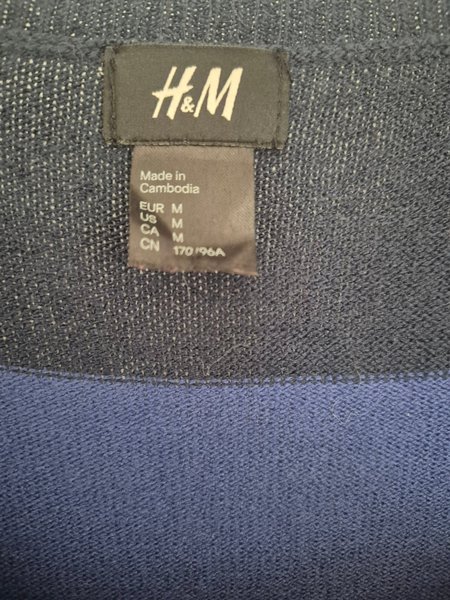 H&M
Made in
Cambodia
EUR M
US M
CA M
CN 170/96A